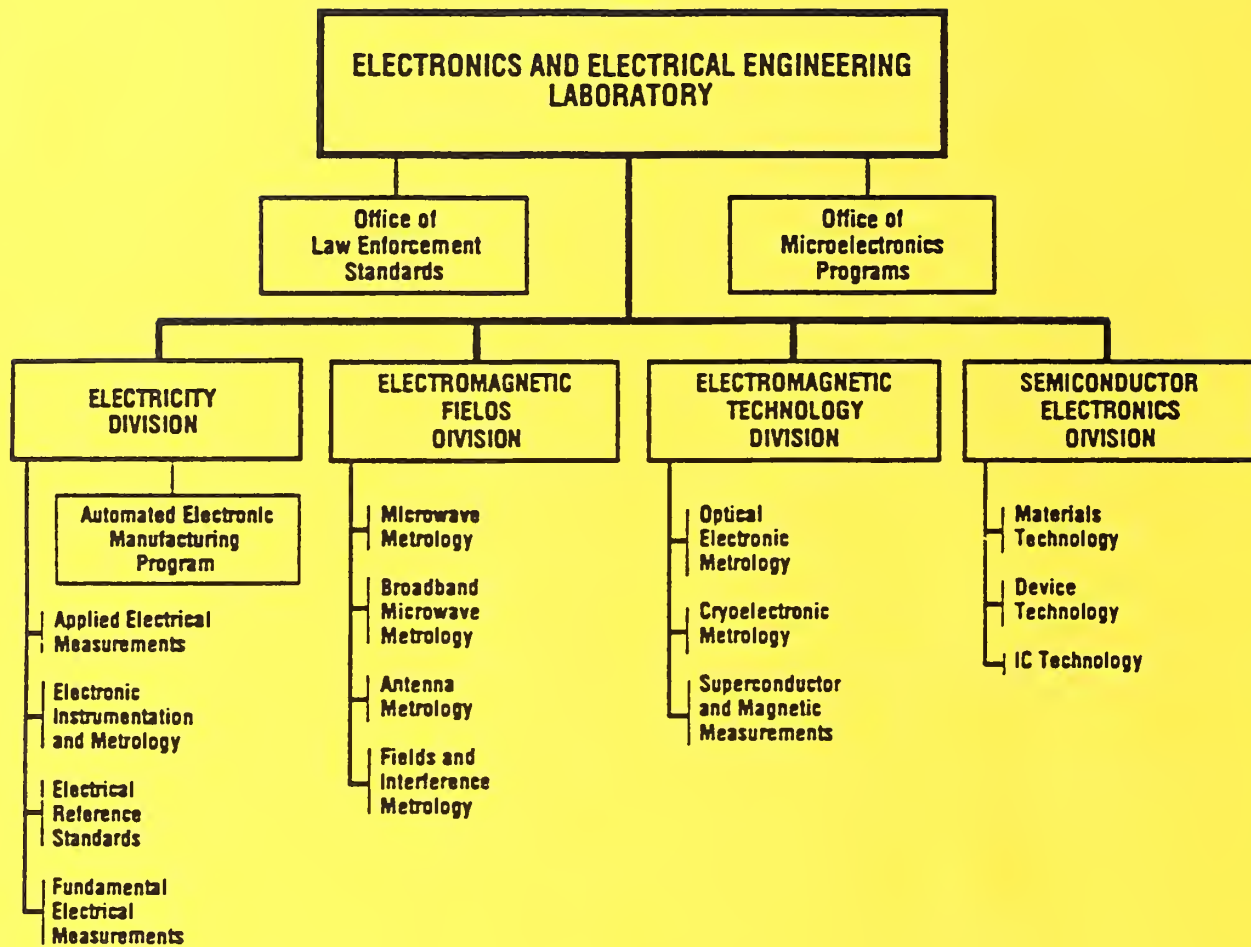 ELECTRONICS AND ELECTRICAL ENGINEERING
LABORATORY
Office of
Law Enforcement
Standards
Office of
Microelectronics
Programs
ELECTRICITY
DIVISION
ELECTROMAGNETIC
FIELDS
DIVISION
ELECTROMAGNETIC
TECHNOLOGY
DIVISION
SEMICONDUCTOR
ELECTRONICS
DIVISION
Automated Electronic
Manufacturing
Program
Applied Electrical
Measurements
Electronic
Instrumentation
and Metrology
Electrical
Reference
Standards
Fundamental
Electrical
Measurements
Microwave
Metrology
Broadband
Microwave
Metrology
Antenna
Metrology
Fields and
Interference
Metrology
Optical
Electronic
Metrology
Cryoelectronic
Metrology
Superconductor
and Magnetic
Measurements
Materials
Technology
Device
Technology
IC Technology